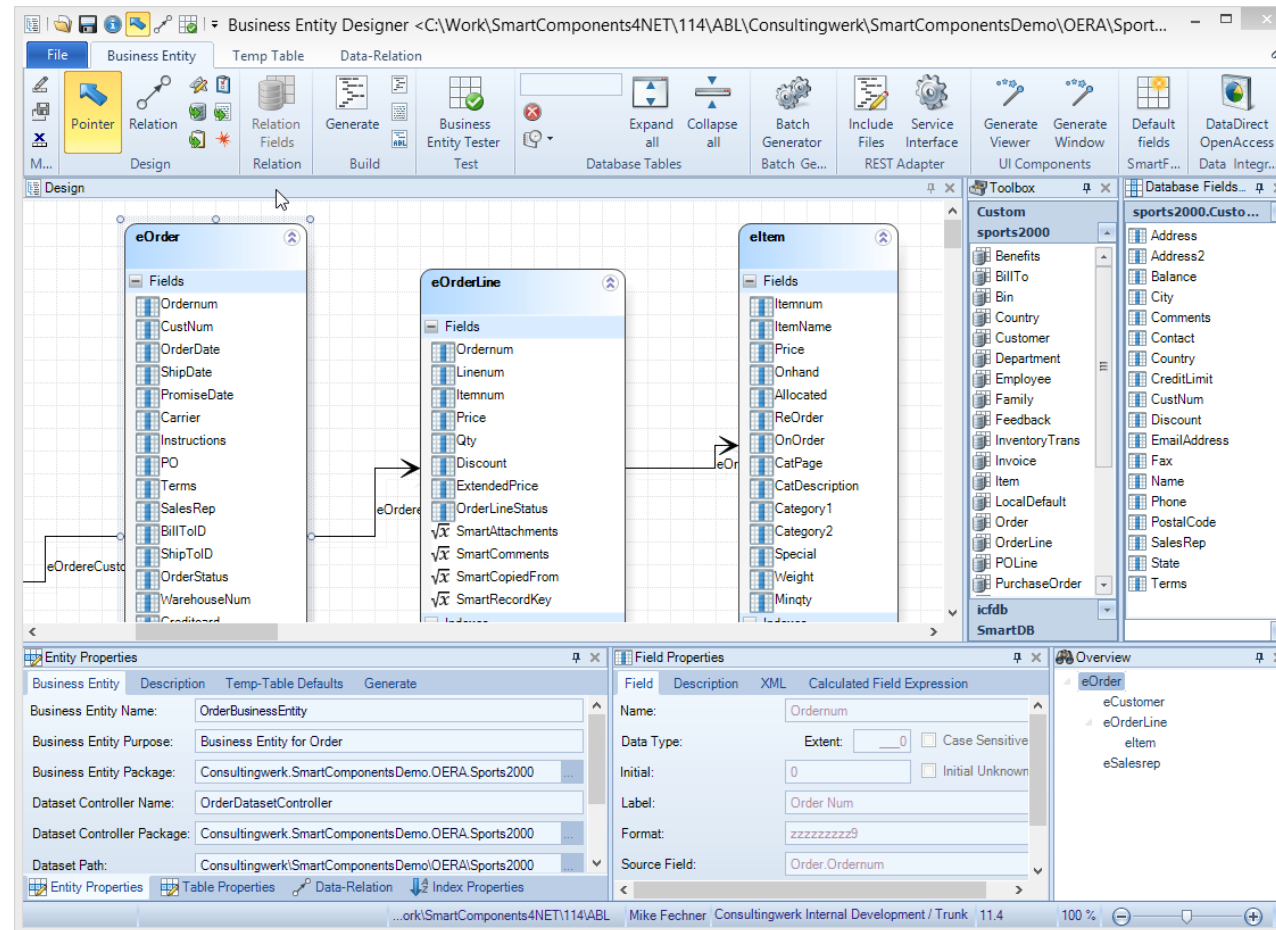 Business Entity Designer <C:\Work\SmartComponents4NET\114\ABL\Consultingwerk\SmartComponentsDemo\OERA\Sport...
File Business Entity Temp Table Data-Relation
Pointer Relation Relation Fields Generate Business Entity Tester Expand all Collapse all Batch Generator Include Files Service Interface Generate Viewer Generate Window Default fields DataDirect OpenAccess
M... Design Relation Build Test Database Tables Batch Ge... REST Adapter UI Components SmartF... Data Integr...
Design
eOrder
Fields
Ordernum
CustNum
OrderDate
ShipDate
PromiseDate
Carrier
Instructions
PO
Terms
SalesRep
BillToID
ShipToID
OrderStatus
WarehouseNum
Creditcard
eOrdereCusto
eOrdere
eOrderLine
Fields
Ordernum
Linenum
Itemnum
Price
Qty
Discount
ExtendedPrice
OrderLineStatus
SmartAttachments
SmartComments
SmartCopiedFrom
SmartRecordKey
Indexes
eOr
eItem
Fields
Itemnum
ItemName
Price
Onhand
Allocated
ReOrder
OnOrder
CatPage
CatDescription
Category1
Category2
Special
Weight
Minqty
Indexes
Toolbox
Custom
sports2000
Benefits
BillTo
Bin
Country
Customer
Department
Employee
Family
Feedback
InventoryTrans
Invoice
Item
LocalDefault
Order
OrderLine
POLine
PurchaseOrder
icfdb
SmartDB
Database Fields...
sports2000.Custo...
Address
Address2
Balance
City
Comments
Contact
Country
CreditLimit
CustNum
Discount
EmailAddress
Fax
Name
Phone
PostalCode
SalesRep
State
Terms
Entity Properties
Business Entity Description Temp-Table Defaults Generate
Business Entity Name: OrderBusinessEntity
Business Entity Purpose: Business Entity for Order
Business Entity Package: Consultingwerk.SmartComponentsDemo.OERA.Sports2000 ...
Dataset Controller Name: OrderDatasetController
Dataset Controller Package: Consultingwerk.SmartComponentsDemo.OERA.Sports2000 ...
Dataset Path: Consultingwerk\SmartComponentsDemo\OERA\Sports2000 ...
Entity Properties Table Properties Data-Relation Index Properties
Field Properties
Field Description XML Calculated Field Expression
Name: Ordernum
Data Type: Extent: ___0 Case Sensitive
Initial: 0 Initial Unknown
Label: Order Num
Format: zzzzzzzzz9
Source Field: Order.Ordernum
Overview
eOrder
eCustomer
eOrderLine
eItem
eSalesrep
...ork\SmartComponents4NET\114\ABL Mike Fechner Consultingwerk Internal Development / Trunk 11.4 100 %